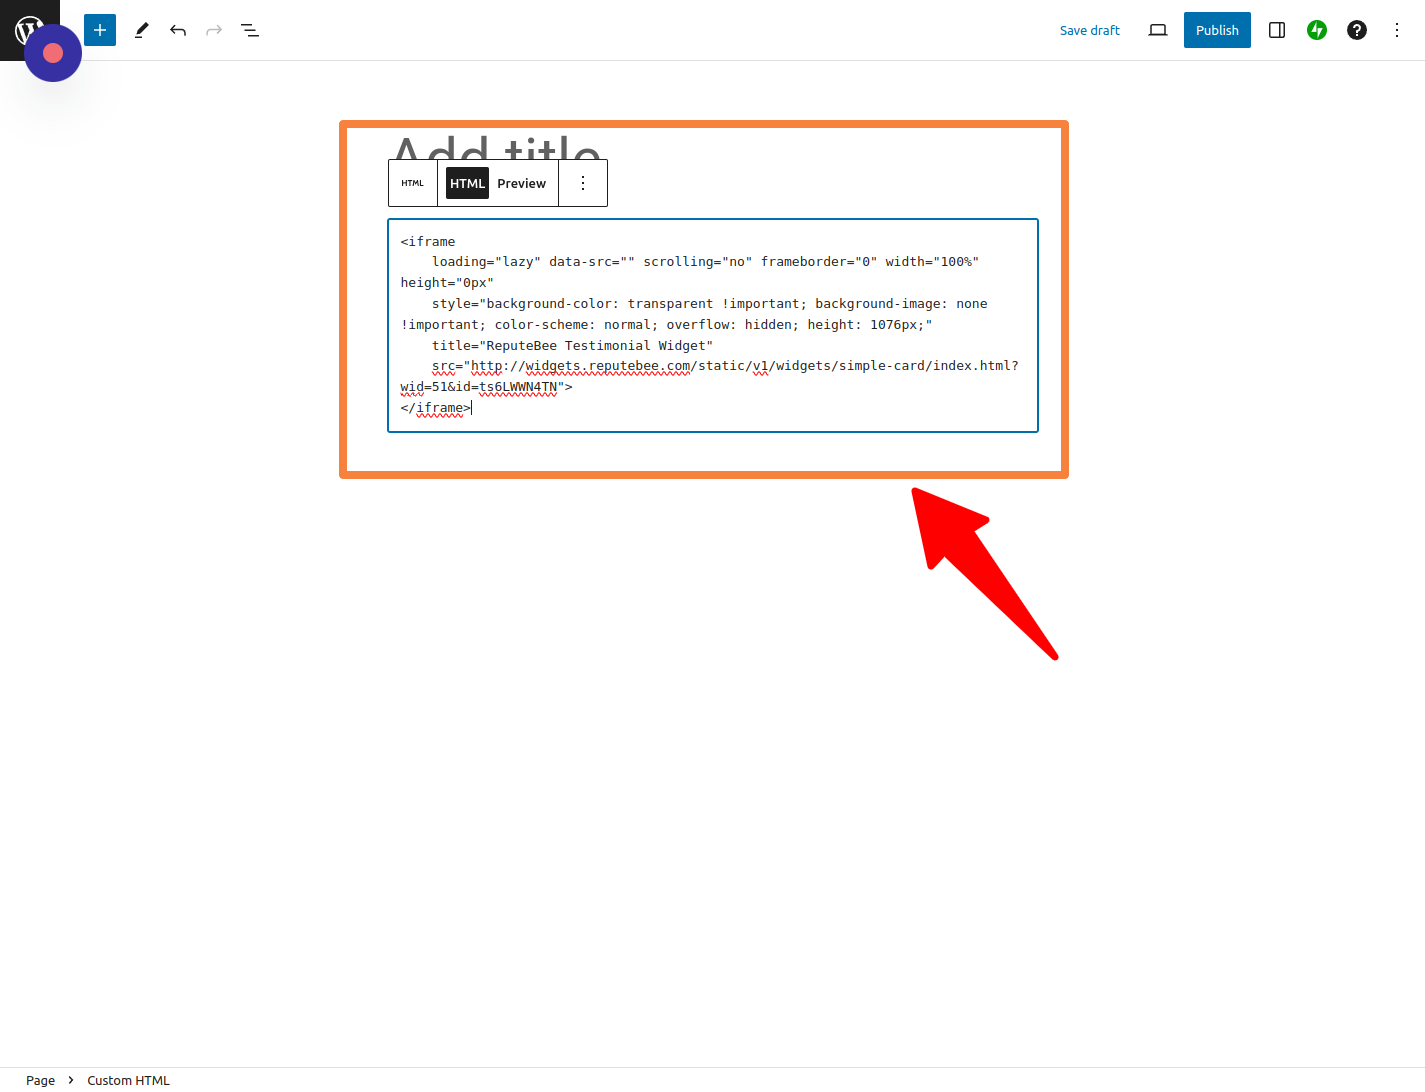 Save draft
Publish
Add title
HTML
HTML
Preview
<iframe
loading="lazy" data-src="" scrolling="no" frameborder="0" width="100%"
height="0px"
style="background-color: transparent !important; background-image: none
!important; color-scheme: normal; overflow: hidden; height: 1076px;"
title="ReputeBee Testimonial Widget"
src="http://widgets.reputebee.com/static/v1/widgets/simple-card/index.html?
wid=51&id=ts6LWWN4TN">
</iframe>
Page
Custom HTML